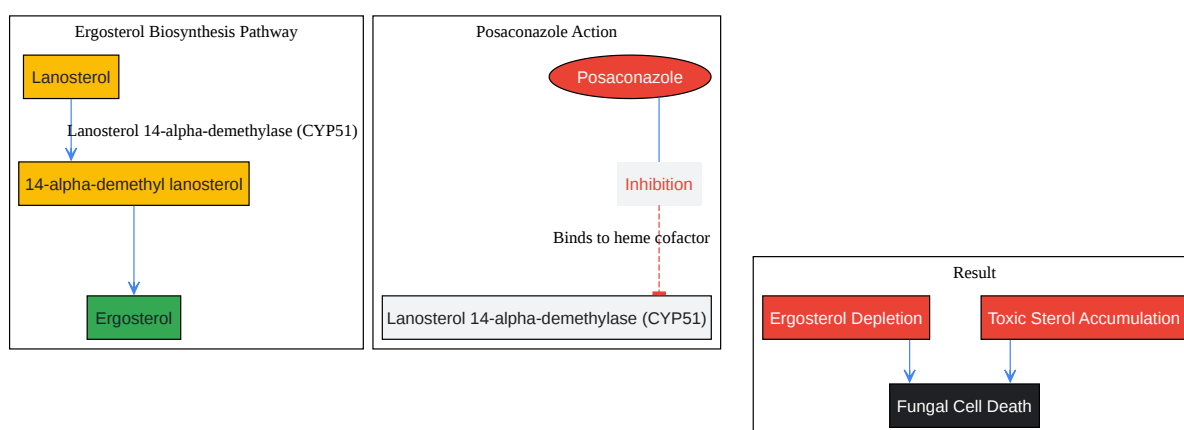 Ergosterol Biosynthesis Pathway
Lanosterol
Lanosterol 14-alpha-demethylase (CYP51)
14-alpha-demethyl lanosterol
Ergosterol
Posaconazole Action
Posaconazole
Inhibition
Binds to heme cofactor
Lanosterol 14-alpha-demethylase (CYP51)
Result
Ergosterol Depletion
Toxic Sterol Accumulation
Fungal Cell Death